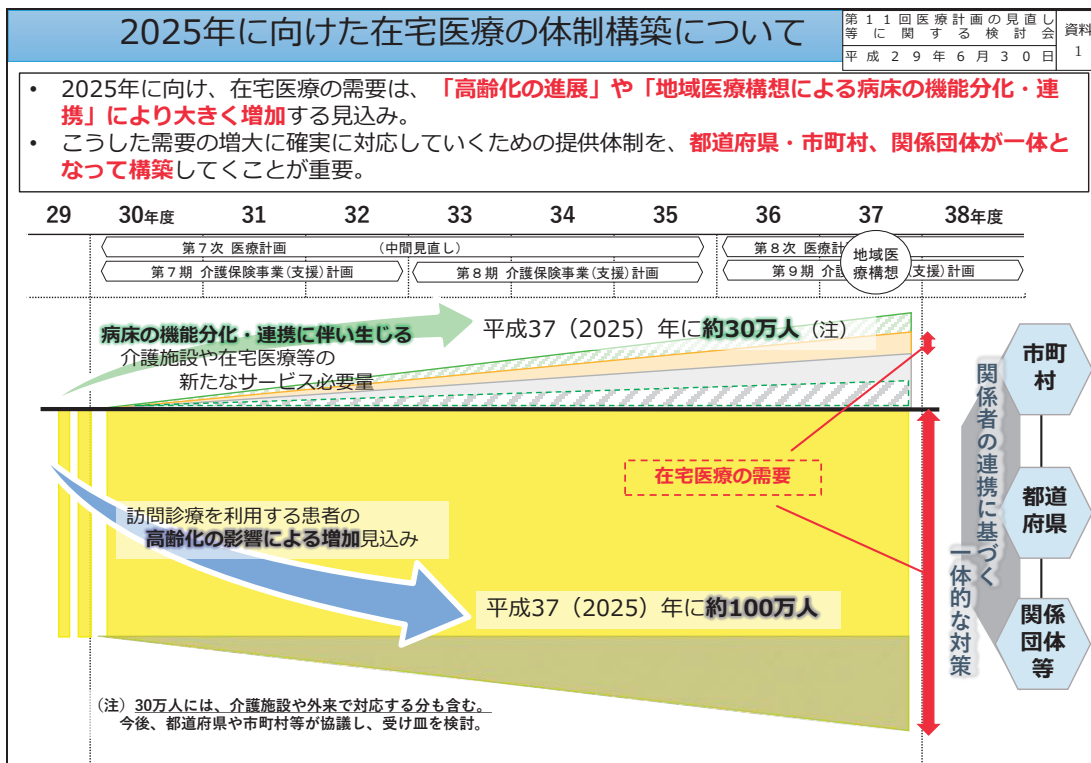 2025年に向けた在宅医療の体制構築について
第11回医療計画の見直し
等に関する検討会
平成29年6月30日
資料
1
• 2025年に向け、在宅医療の需要は、「高齢化の進展」や「地域医療構想による病床の機能分化・連
携」により大きく増加する見込み。
• こうした需要の増大に確実に対応していくための提供体制を、都道府県・市町村、関係団体が一体と
なって構築してくことが重要。
29 30年度 31 32 33 34 35 36 37 38年度
第7次 医療計画 (中間見直し)
第8次 医療計
第7期 介護保険事業(支援)計画
第8期 介護保険事業(支援)計画
第9期 介護 支援)計画
地域医
療構想
病床の機能分化・連携に伴い生じる
介護施設や在宅医療等の
新たなサービス必要量
平成37（2025）年に約30万人（注）
在宅医療の需要
訪問診療を利用する患者の
高齢化の影響による増加見込み
平成37（2025）年に約100万人
関係者の連携に基づく
一体的な対策
市町
村
都道
府県
関係
団体
等
（注）30万人には、介護施設や外来で対応する分も含む。
今後、都道府県や市町村等が協議し、受け皿を検討。